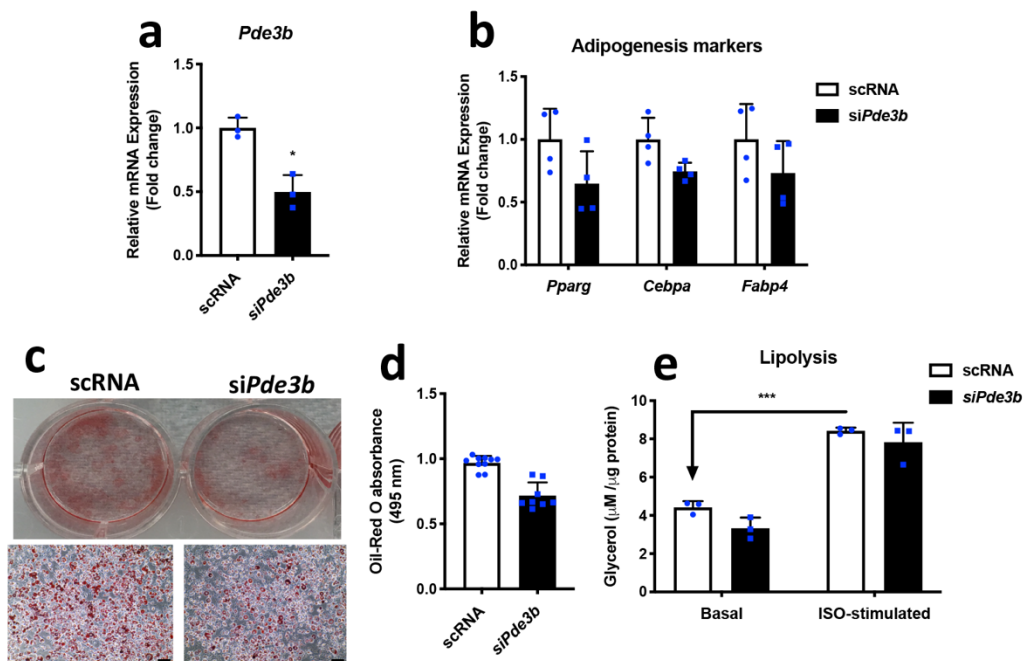 a
Pde3b
Relative mRNA Expression
(Fold change)
1.5
1.0
0.5
0.0
*
scRNA
siPde3b
b
Adipogenesis markers
Relative mRNA Expression
(Fold change)
1.5
1.0
0.5
0.0
Pparg
Cebpa
Fabp4
scRNA
siPde3b
c
scRNA
siPde3b
d
Oil-Red O absorbance
(495 nm)
1.5
1.0
0.5
0.0
scRNA
siPde3b
e
Lipolysis
Glycerol (µM /µg protein)
10
8
6
4
2
0
***
Basal
ISO-stimulated
scRNA
siPde3b